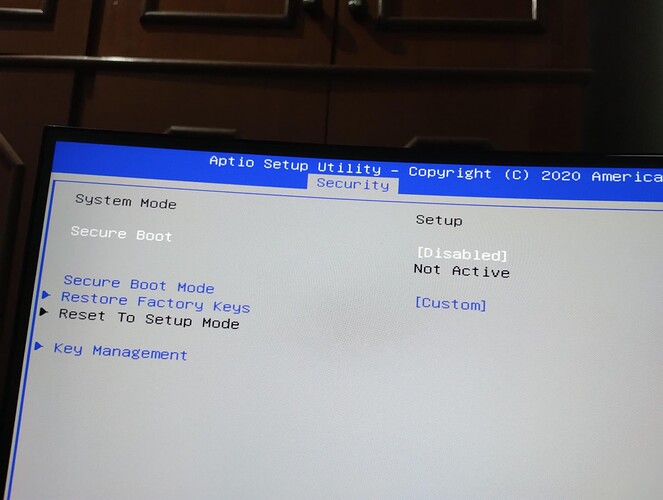 Aptio Setup Utility – Copyright (C) 2020 America
Security
System Mode Setup
Secure Boot [Disabled]
Not Active
Secure Boot Mode [Custom]
Restore Factory Keys
Reset To Setup Mode
Key Management